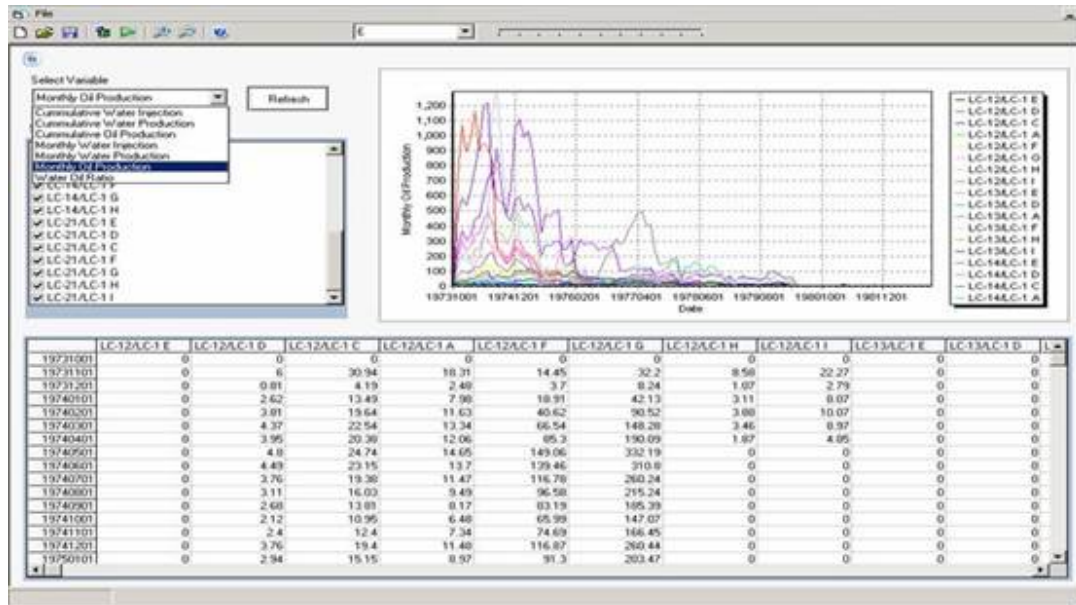 File
E
Select Variable
Monthly Oil Production
Refresh
Cummulative Water Injection
Cummulative Water Production
Cummulative Oil Production
Monthly Water Injection
Monthly Water Production
Monthly Oil Production
Water Oil Ratio
LC-14/LC-1 F
LC-14/LC-1 G
LC-14/LC-1 H
LC-21/LC-1 E
LC-21/LC-1 D
LC-21/LC-1 C
LC-21/LC-1 F
LC-21/LC-1 G
LC-21/LC-1 H
LC-21/LC-1 I
Monthly Oil Production
1,200
1,100
1,000
900
800
700
600
500
400
300
200
100
0
19731001 19741201 19760201 19770401 19780601 19790801 19801001 19811201
Date
LC-12/LC-1 E
LC-12/LC-1 D
LC-12/LC-1 C
LC-12/LC-1 A
LC-12/LC-1 F
LC-12/LC-1 G
LC-12/LC-1 H
LC-12/LC-1 I
LC-13/LC-1 E
LC-13/LC-1 D
LC-13/LC-1 A
LC-13/LC-1 F
LC-13/LC-1 H
LC-13/LC-1 I
LC-14/LC-1 E
LC-14/LC-1 D
LC-14/LC-1 C
LC-14/LC-1 A
LC-12/LC-1 E LC-12/LC-1 D LC-12/LC-1 C LC-12/LC-1 A LC-12/LC-1 F LC-12/LC-1 G LC-12/LC-1 H LC-12/LC-1 I LC-13/LC-1 E LC-13/LC-1 D L
19731001 0 0 0 0 0 0 0 0 0 0
19731101 0 6 30.94 18.31 14.45 32.2 8.58 22.27 0 0
19731201 0 0.81 4.19 2.48 3.7 8.24 1.07 2.79 0 0
19740101 0 2.62 13.49 7.98 18.91 42.13 3.11 8.07 0 0
19740201 0 3.81 19.64 11.63 40.62 90.52 3.88 10.07 0 0
19740301 0 4.37 22.54 13.34 66.54 148.28 3.46 8.97 0 0
19740401 0 3.95 20.38 12.06 85.3 190.09 1.87 4.85 0 0
19740501 0 4.8 24.74 14.65 149.06 332.19 0 0 0 0
19740601 0 4.49 23.15 13.7 139.46 310.8 0 0 0 0
19740701 0 3.76 19.38 11.47 116.78 260.24 0 0 0 0
19740801 0 3.11 16.03 9.49 96.58 215.24 0 0 0 0
19740901 0 2.68 13.81 8.17 83.19 185.39 0 0 0 0
19741001 0 2.12 10.95 6.48 65.99 147.07 0 0 0 0
19741101 0 2.4 12.4 7.34 74.69 166.45 0 0 0 0
19741201 0 3.76 19.4 11.48 116.87 260.44 0 0 0 0
19750101 0 2.94 15.15 8.97 91.3 203.47 0 0 0 0